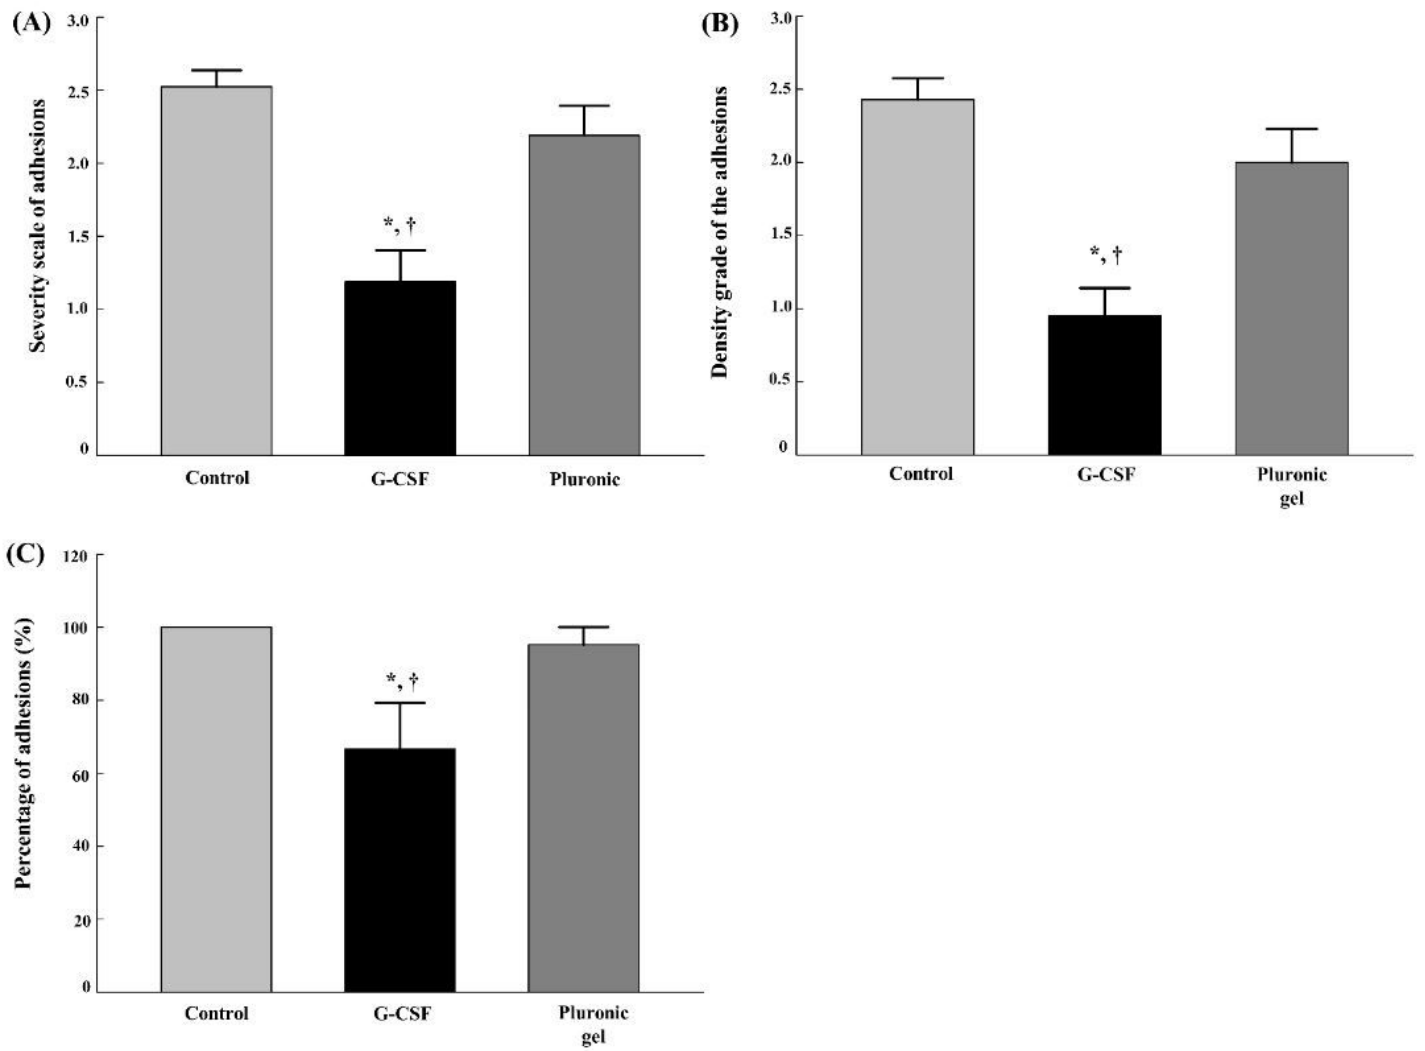 (A)
Severity scale of adhesions
3.0
2.5
2.0
1.5
1.0
0.5
0
*, †
Control
G-CSF
Pluronic
(B)
Density grade of the adhesions
3.0
2.5
2.0
1.5
1.0
0.5
0
*, †
Control
G-CSF
Pluronic
gel
(C)
Percentage of adhesions (%)
120
100
80
60
40
20
0
*, †
Control
G-CSF
Pluronic
gel